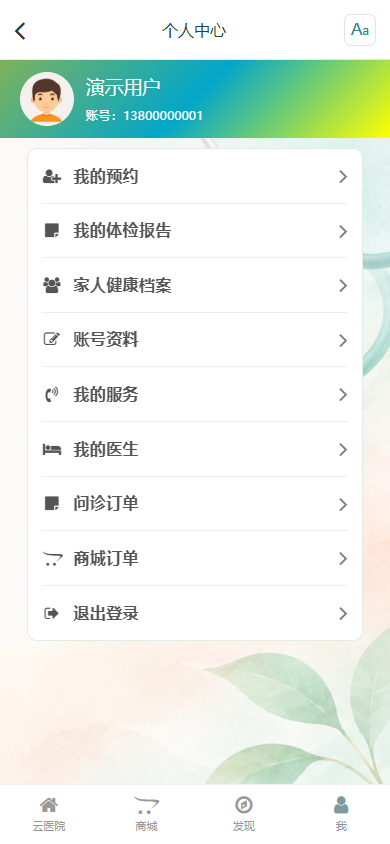 个人中心
Aa
演示用户
账号：13800000001
我的预约
我的体检报告
家人健康档案
账号资料
我的服务
我的医生
问诊订单
商城订单
退出登录
云医院
商城
发现
我